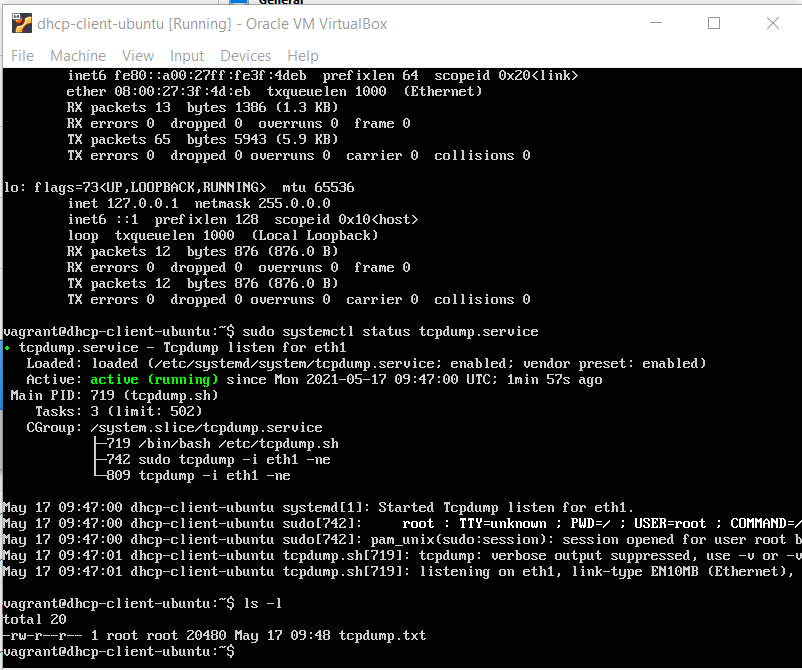 General
dhcp-client-ubuntu [Running] - Oracle VM VirtualBox
File Machine View Input Devices Help
inet6 fe80::a00:27ff:fe3f:4deb prefixlen 64 scopeid 0x20<link>
ether 08:00:27:3f:4d:eb txqueuelen 1000 (Ethernet)
RX packets 13 bytes 1386 (1.3 KB)
RX errors 0 dropped 0 overruns 0 frame 0
TX packets 65 bytes 5943 (5.9 KB)
TX errors 0 dropped 0 overruns 0 carrier 0 collisions 0
lo: flags=73<UP,LOOPBACK,RUNNING> mtu 65536
inet 127.0.0.1 netmask 255.0.0.0
inet6 ::1 prefixlen 128 scopeid 0x10<host>
loop txqueuelen 1000 (Local Loopback)
RX packets 12 bytes 876 (876.0 B)
RX errors 0 dropped 0 overruns 0 frame 0
TX packets 12 bytes 876 (876.0 B)
TX errors 0 dropped 0 overruns 0 carrier 0 collisions 0
vagrant@dhcp-client-ubuntu:~$ sudo systemctl status tcpdump.service
• tcpdump.service - Tcpdump listen for eth1
Loaded: loaded (/etc/systemd/system/tcpdump.service; enabled; vendor preset: enabled)
Active: active (running) since Mon 2021-05-17 09:47:00 UTC; 1min 57s ago
Main PID: 719 (tcpdump.sh)
Tasks: 3 (limit: 502)
CGroup: /system.slice/tcpdump.service
├─719 /bin/bash /etc/tcpdump.sh
├─742 sudo tcpdump -i eth1 -ne
└─809 tcpdump -i eth1 -ne
May 17 09:47:00 dhcp-client-ubuntu systemd[1]: Started Tcpdump listen for eth1.
May 17 09:47:00 dhcp-client-ubuntu sudo[742]: root : TTY=unknown ; PWD=/ ; USER=root ; COMMAND=/
May 17 09:47:00 dhcp-client-ubuntu sudo[742]: pam_unix(sudo:session): session opened for user root b
May 17 09:47:01 dhcp-client-ubuntu tcpdump.sh[719]: tcpdump: verbose output suppressed, use -v or -v
May 17 09:47:01 dhcp-client-ubuntu tcpdump.sh[719]: listening on eth1, link-type EN10MB (Ethernet),
vagrant@dhcp-client-ubuntu:~$ ls -l
total 20
-rw-r--r-- 1 root root 20480 May 17 09:48 tcpdump.txt
vagrant@dhcp-client-ubuntu:~$